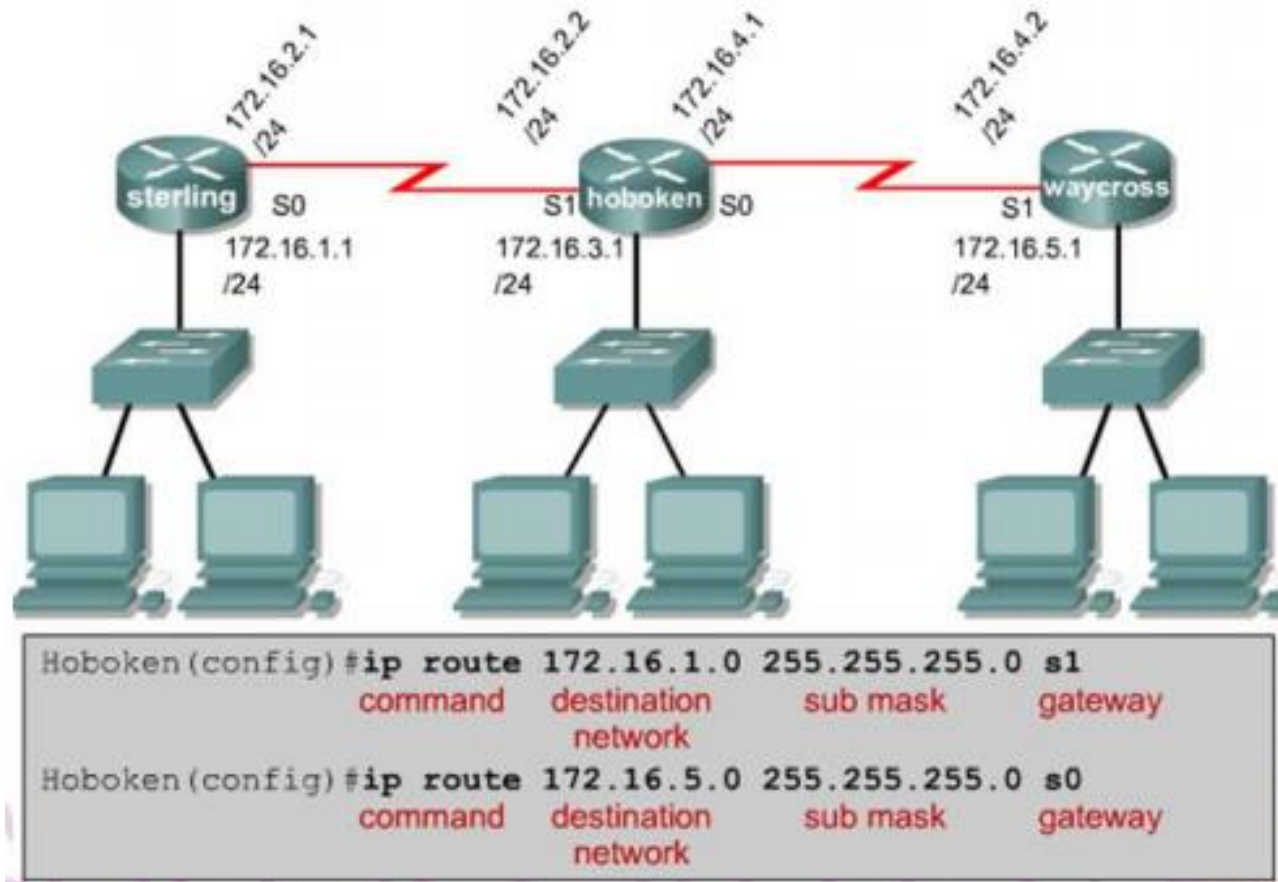 172.16.2.1
/24
172.16.2.2
/24
172.16.4.1
/24
172.16.4.2
/24
sterling
S0
S1
hoboken
S0
S1
waycross
172.16.1.1
/24
172.16.3.1
/24
172.16.5.1
/24
Hoboken(config)#ip route 172.16.1.0 255.255.255.0 s1
command destination sub mask gateway
network
Hoboken(config)#ip route 172.16.5.0 255.255.255.0 s0
command destination sub mask gateway
network